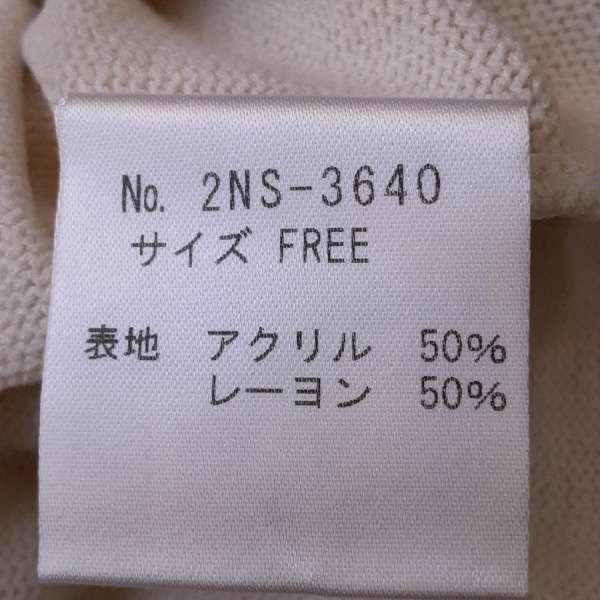 No. 2NS-3640
サイズ FREE
表地 アクリル 50%
レーヨン 50%